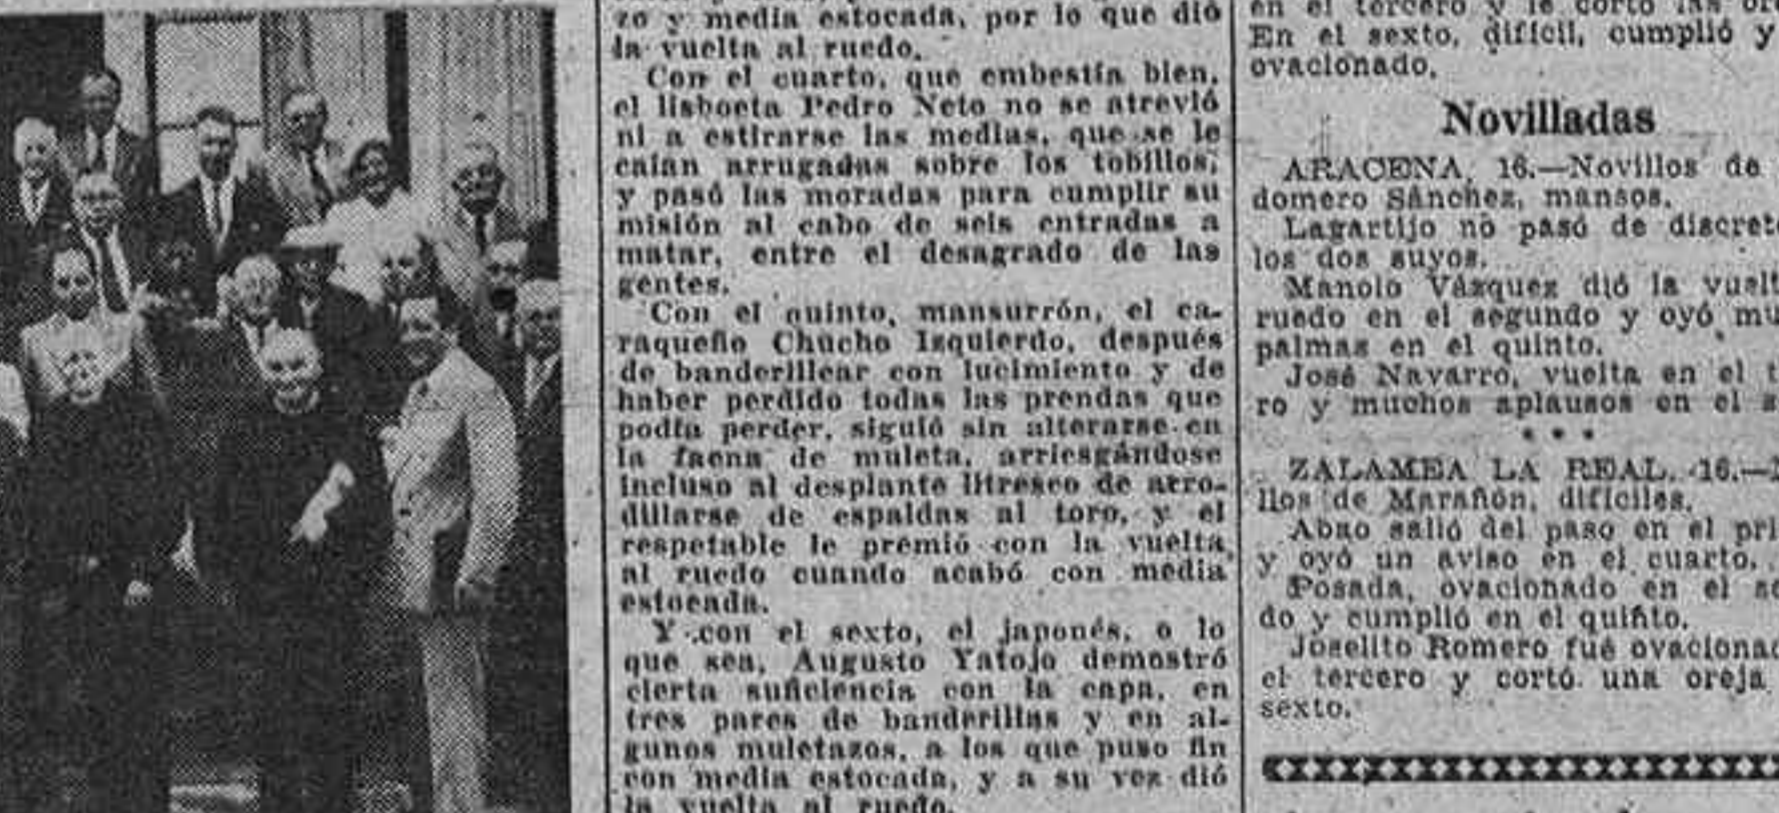 zo y media estocada, por lo que dió
la vuelta al ruedo.
Con el cuarto, que embestía bien,
el lisboeta Pedro Neto no se atrevió
ni a estirarse las medias, que se le
caían arrugadas sobre los tobillos,
y pasó las moradas para cumplir su
misión al cabo de seis entradas a
matar, entre el desagrado de las
gentes.
Con el quinto, mansurrón, el ca-
raqueño Chucho Izquierdo, después
de banderillear con lucimiento y de
haber perdido todas las prendas que
podía perder, siguió sin alterarse en
la faena de muleta, arriesgándose
incluso al desplante litresco de arro-
dillarse de espaldas al toro, y el
respetable le premió con la vuelta
al ruedo cuando acabó con media
estocada.
Y con el sexto, el japonés, o lo
que sea, Augusto Yatojo demostró
cierta suficiencia con la capa, en
tres pares de banderillas y en al-
gunos muletazos, a los que puso fin
con media estocada, y a su vez dió
la vuelta al ruedo.
en el tercero y le cortó las
En el sexto, difícil, cumplió y
ovacionado.
Novilladas
ARACENA, 16.—Novillos de
domero Sánchez, mansos.
Lagartijo no pasó de discreto
los dos suyos.
Manolo Vázquez dió la vuelt
ruedo en el segundo y oyó mu
palmas en el quinto.
José Navarro, vuelta en el t
ro y muchos aplausos en el s
* * *
ZALAMEA LA REAL, 16.—
llos de Marañón, difíciles.
Abao salió del paso en el pri
y oyó un aviso en el cuarto.
Posada, ovacionado en el se
do y cumplió en el quinto.
Joselito Romero fué ovacionad
el tercero y cortó una oreja
sexto.